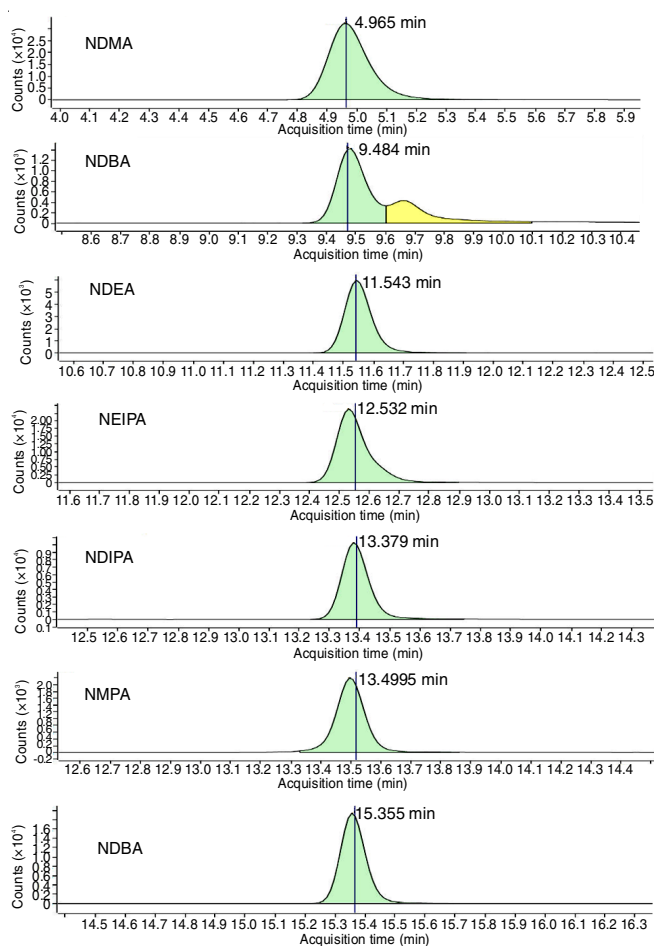 NDMA
4.965 min
Counts (×10⁴)
2.5
2.0
1.5
1.0
0.5
0
4.0 4.1 4.2 4.3 4.4 4.5 4.6 4.7 4.8 4.9 5.0 5.1 5.2 5.3 5.4 5.5 5.6 5.7 5.8 5.9
Acquisition time (min)
NDBA
9.484 min
Counts (×10³)
1.2
1.0
0.8
0.6
0.4
0.2
0
8.6 8.7 8.8 8.9 9.0 9.1 9.2 9.3 9.4 9.5 9.6 9.7 9.8 9.9 10.0 10.1 10.2 10.3 10.4
Acquisition time (min)
NDEA
11.543 min
Counts (×10³)
5
4
3
2
1
0
10.6 10.7 10.8 10.9 11.0 11.1 11.2 11.3 11.4 11.5 11.6 11.7 11.8 11.9 12.0 12.1 12.2 12.3 12.4 12.5
Acquisition time (min)
NEIPA
12.532 min
Counts (×10⁴)
2.00
1.75
1.50
1.25
1.00
0.75
0.50
0.25
0
11.6 11.7 11.8 11.9 12.0 12.1 12.2 12.3 12.4 12.5 12.6 12.7 12.8 12.9 13.0 13.1 13.2 13.3 13.4 13.5
Acquisition time (min)
NDIPA
13.379 min
Counts (×10⁴)
0.9
0.8
0.7
0.6
0.5
0.4
0.3
0.2
0.1
0
0.1
12.5 12.6 12.7 12.8 12.9 13.0 13.1 13.2 13.3 13.4 13.5 13.6 13.7 13.8 13.9 14.0 14.1 14.2 14.3
Acquisition time (min)
NMPA
13.4995 min
Counts (×10⁴)
2.0
1.6
1.2
0.8
0.6
0.4
0.2
0
-0.2
12.6 12.7 12.8 12.9 13.0 13.1 13.2 13.3 13.4 13.5 13.6 13.7 13.8 13.9 14.0 14.1 14.2 14.3 14.4
Acquisition time (min)
NDBA
15.355 min
Counts (×10⁴)
1.6
1.4
1.2
1.0
0.8
0.6
0.4
0.2
0
14.5 14.6 14.7 14.8 14.9 15.0 15.1 15.2 15.3 15.4 15.5 15.6 15.7 15.8 15.9 16.0 16.1 16.2 16.3
Acquisition time (min)